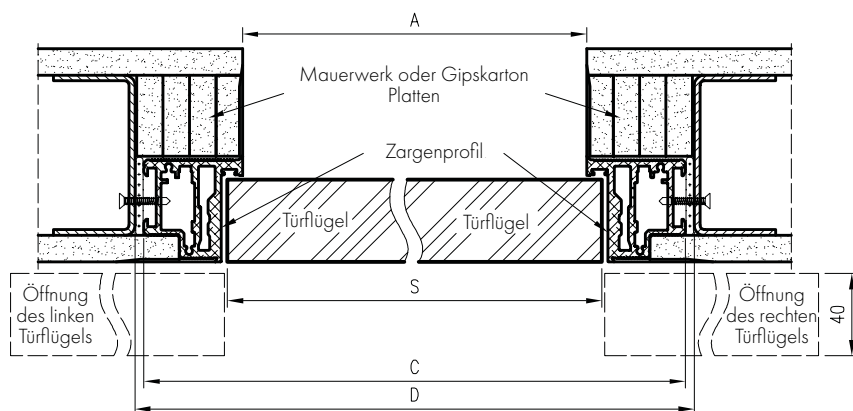 A
Mauerwerk oder Gipskarton
Platten
Zargenprofil
Türflügel
Türflügel
S
Öffnung
des linken
Türflügels
Öffnung
des rechten
Türflügels
40
C
D